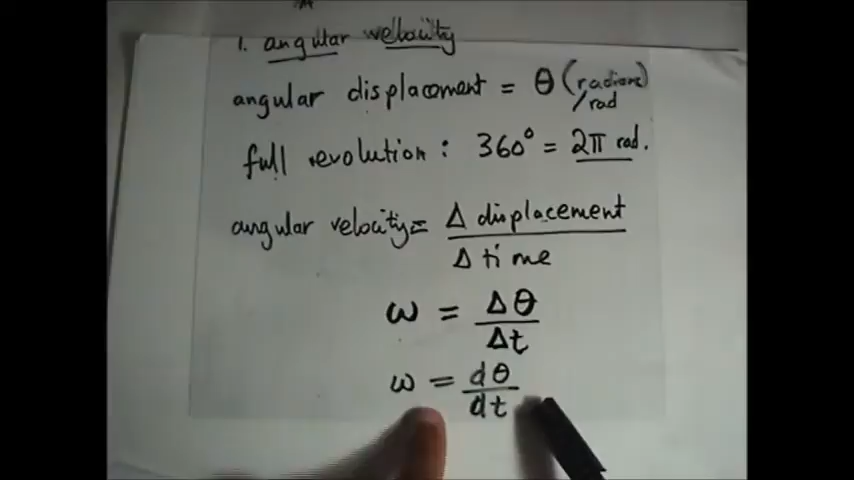 1. angular velocity
angular displacement = θ (radians)
/rad
full revolution : 360° = 2π rad.
angular velocity = Δ displacement
Δ time
ω = Δθ
Δt
ω = dθ
dt